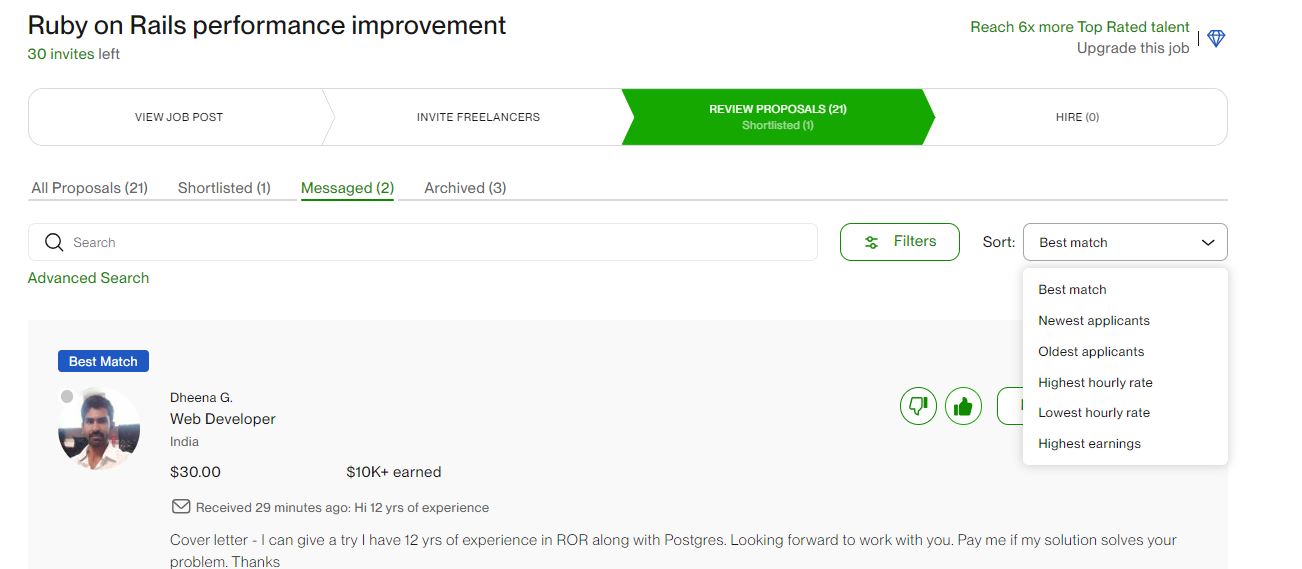 Ruby on Rails performance improvement
30 invites left
Reach 6x more Top Rated talent
Upgrade this job
VIEW JOB POST
INVITE FREELANCERS
REVIEW PROPOSALS (21)
Shortlisted (1)
HIRE (0)
All Proposals (21) Shortlisted (1) Messaged (2) Archived (3)
Search
Filters
Sort: Best match
Advanced Search
Best match
Newest applicants
Oldest applicants
Highest hourly rate
Lowest hourly rate
Highest earnings
Best Match
Dheena G.
Web Developer
India
$30.00 $10K+ earned
Received 29 minutes ago: Hi 12 yrs of experience
Cover letter - I can give a try I have 12 yrs of experience in ROR along with Postgres. Looking forward to work with you. Pay me if my solution solves your
problem. Thanks